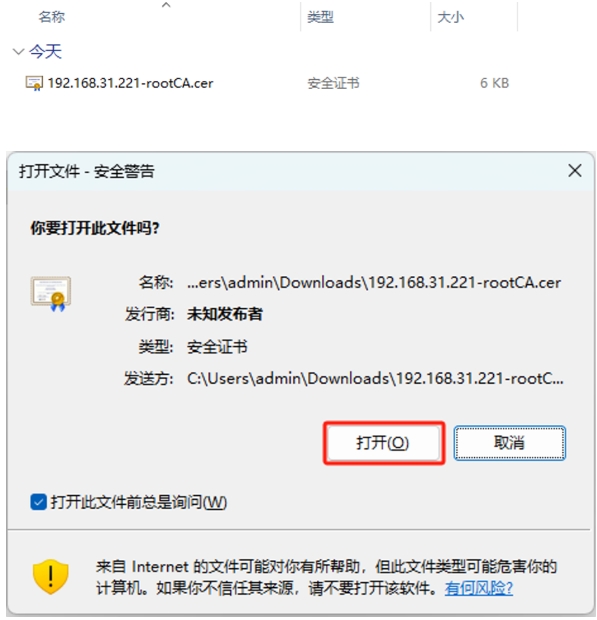 名称 类型 大小
今天
192.168.31.221-rootCA.cer 安全证书 6 KB
打开文件 - 安全警告
你要打开此文件吗?
名称: ...ers\admin\Downloads\192.168.31.221-rootCA.cer
发行商: 未知发布者
类型: 安全证书
发送方: C:\Users\admin\Downloads\192.168.31.221-rootC...
打开(O) 取消
打开此文件前总是询问(W)
来自 Internet 的文件可能对你有所帮助，但此文件类型可能危害你的
计算机。如果你不信任其来源，请不要打开该软件。有何风险?